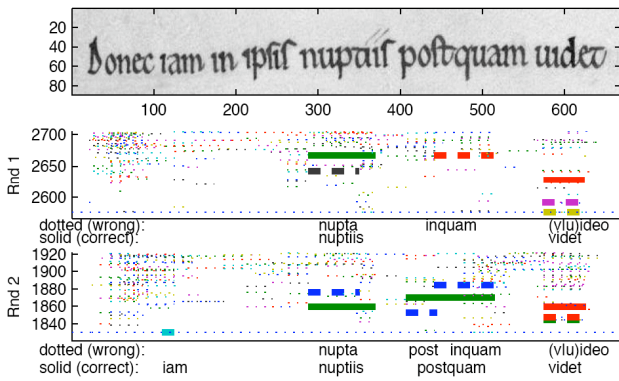 20
40
60
80
Donec iam in ipsis nuptiis postquam uidet
100 200 300 400 500 600
Rnd 1
2700
2650
2600
dotted (wrong): nupta inquam (v|u)ideo
solid (correct): nuptiis videt
Rnd 2
1920
1900
1880
1860
1840
dotted (wrong): nupta post inquam (v|u)ideo
solid (correct): iam nuptiis postquam videt